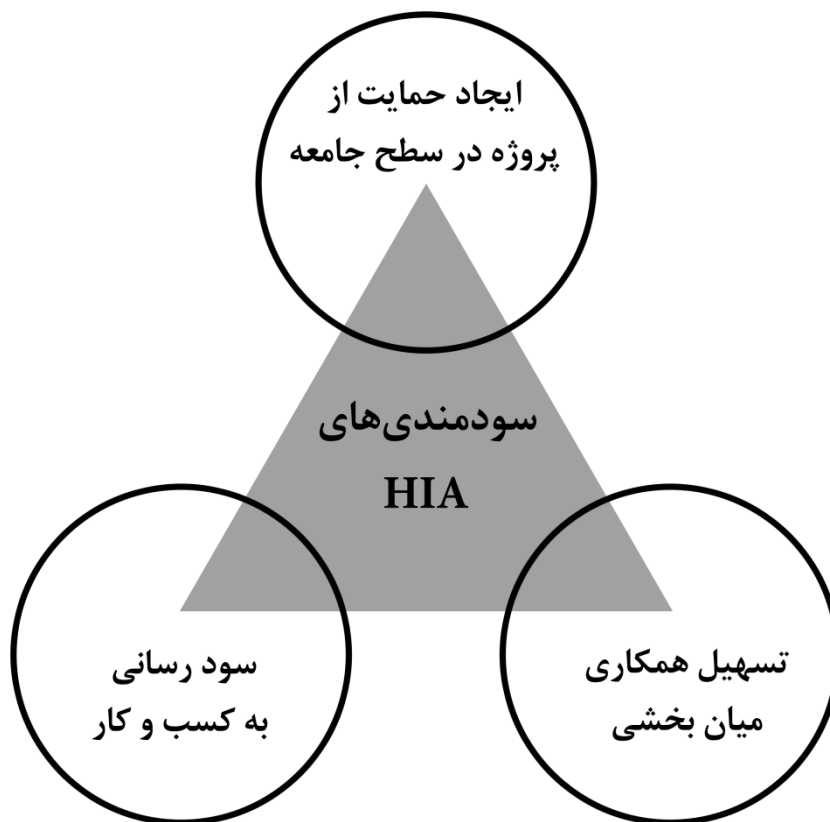 ایجاد حمایت از
پروژه در سطح جامعه
سودمندی‌های
HIA
تسهیل همکاری
میان بخشی
سود رسانی
به کسب و کار